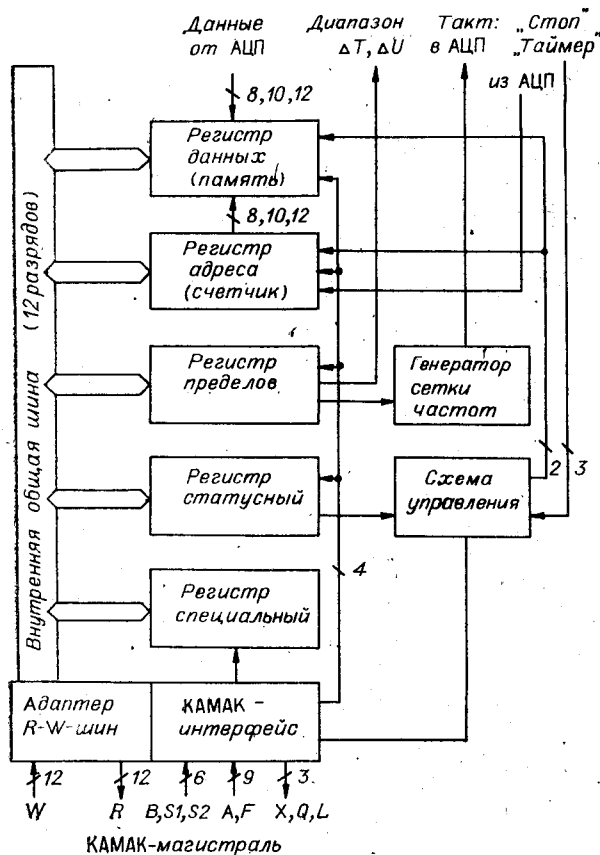 Данные
от АЦП
Диапазон
ΔT, ΔU
Такт:
в АЦП
„Стоп"
„Таймер"
из АЦП
8,10,12
Регистр
данных
(память)
8,10,12
Регистр
адреса
(счетчик)
Регистр
пределов
Генератор
сетки
частот
2
3
Регистр
статусный
Схема
управления
4
Регистр
специальный
Внутренняя общая шина (12 разрядов)
Адаптер
R-W-шин
КАМАК-
интерфейс
12
12
6
9
3
W
R
B,S1,S2
A,F
X,Q,L
КАМАК-магистраль